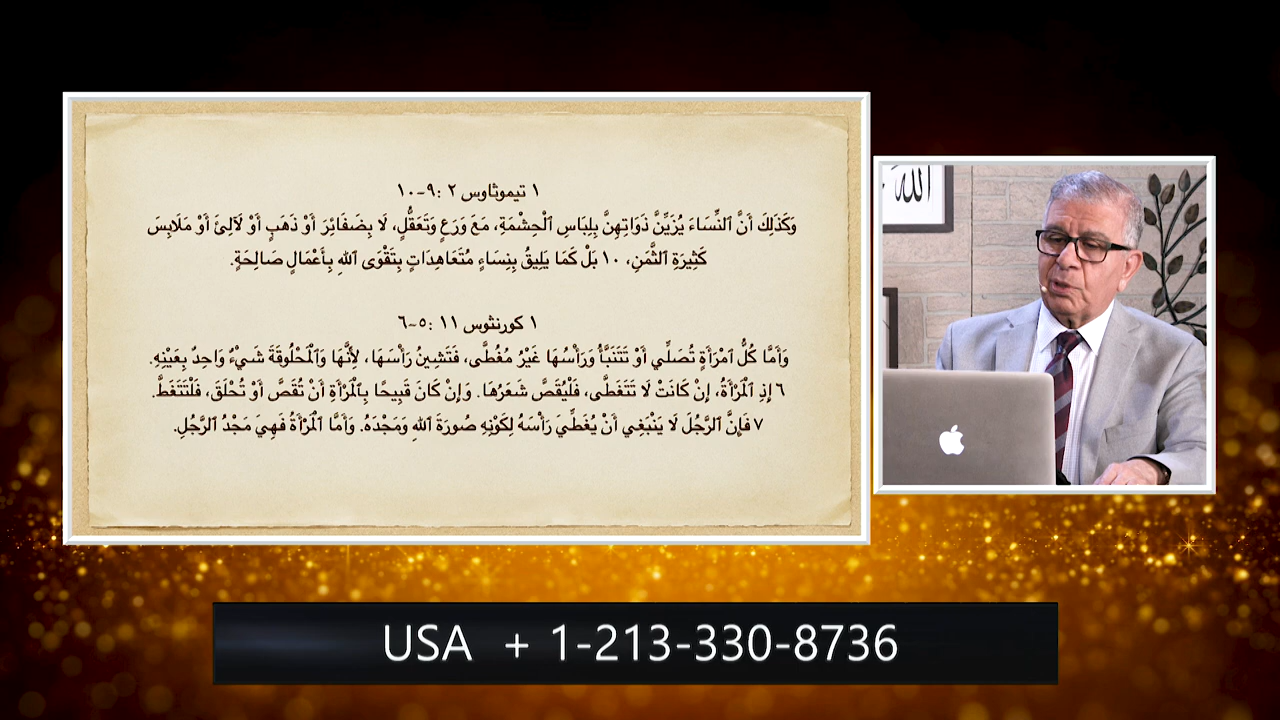 ١ تيموثاوس ٢ :٩-١٠
وَكَذَلِكَ أَنَّ ٱلنِّسَاءَ يُزَيِّنَّ ذَوَاتِهِنَّ بِلِبَاسِ ٱلْحِشْمَةِ، مَعَ وَرَعٍ وَتَعَقُّلٍ، لَا بِضَفَائِرَ أَوْ ذَهَبٍ أَوْ لَآلِئَ أَوْ مَلَابِسَ
كَثِيرَةِ ٱلثَّمَنِ، ١٠ بَلْ كَمَا يَلِيقُ بِنِسَاءٍ مُتَعَاهِدَاتٍ بِتَقْوَى ٱللهِ بِأَعْمَالٍ صَالِحَةٍ.
١ كورنثوس ١١ :٥-٦
وَأَمَّا كُلُّ ٱمْرَأَةٍ تُصَلِّي أَوْ تَتَنَبَّأُ وَرَأْسُهَا غَيْرُ مُغُطَّى، فَتَشِينُ رَأْسَهَا، لِأَنَّهَا وَٱلْمَحْلُوقَةَ شَيْءٌ وَاحِدٌ بِعَيْنِهِ.
٦ إِذِ ٱلْمَرْأَةُ، إِنْ كَانَتْ لَا تَتَغَطَّى، فَلْيُقَصَّ شَعَرُهَا. وَإِنْ كَانَ قَبِيحًا بِٱلْمَرْأَةِ أَنْ تُقَصَّ أَوْ تُحْلَقَ، فَلْتَتَغَطَّ.
٧ فَإِنَّ ٱلرَّجُلَ لَا يَنْبَغِي أَنْ يُغَطِّيَ رَأْسَهُ لِكَوْنِهِ صُورَةَ ٱللهِ وَمَجْدَهُ. وَأَمَّا ٱلْمَرْأَةُ فَهِيَ مَجْدُ ٱلرَّجُلِ.
الله
USA + 1-213-330-8736